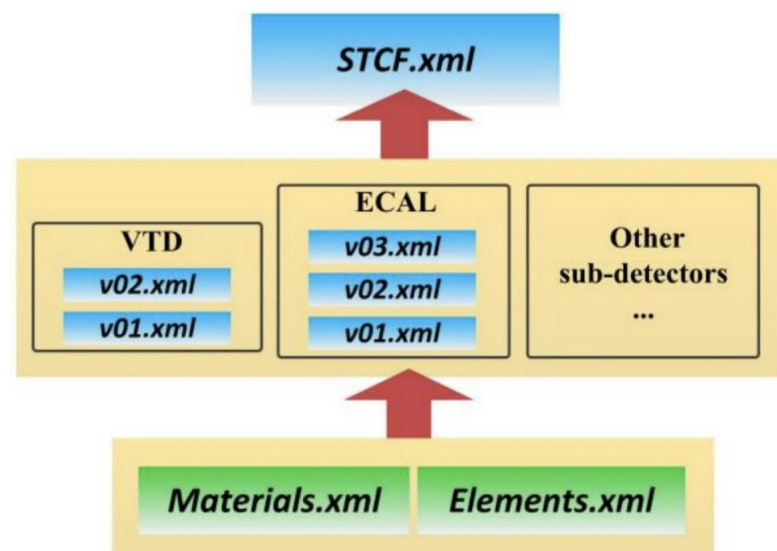 STCF.xml
VTD
v02.xml
v01.xml
ECAL
v03.xml
v02.xml
v01.xml
Other
sub-detectors
...
Materials.xml
Elements.xml